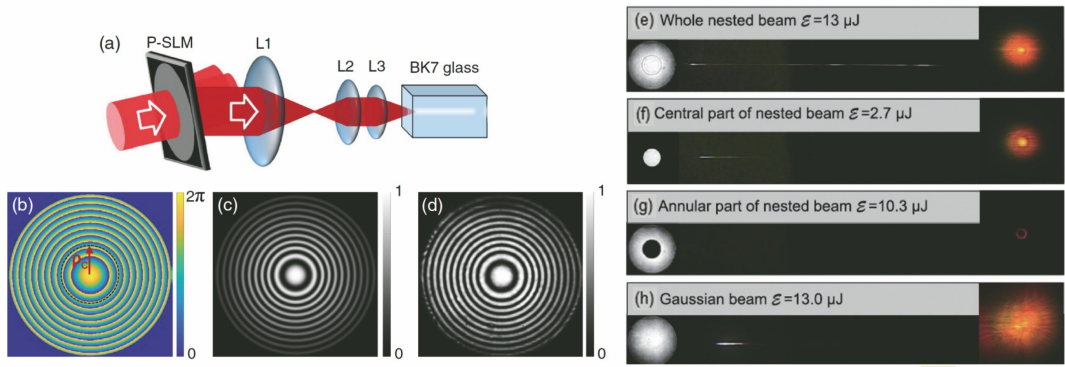 (a)
P-SLM
L1
L2
L3
BK7 glass
(b)
2π
ρc
0
(c)
1
0
(d)
1
0
(e) Whole nested beam ℰ=13 μJ
(f) Central part of nested beam ℰ=2.7 μJ
(g) Annular part of nested beam ℰ=10.3 μJ
(h) Gaussian beam ℰ=13.0 μJ